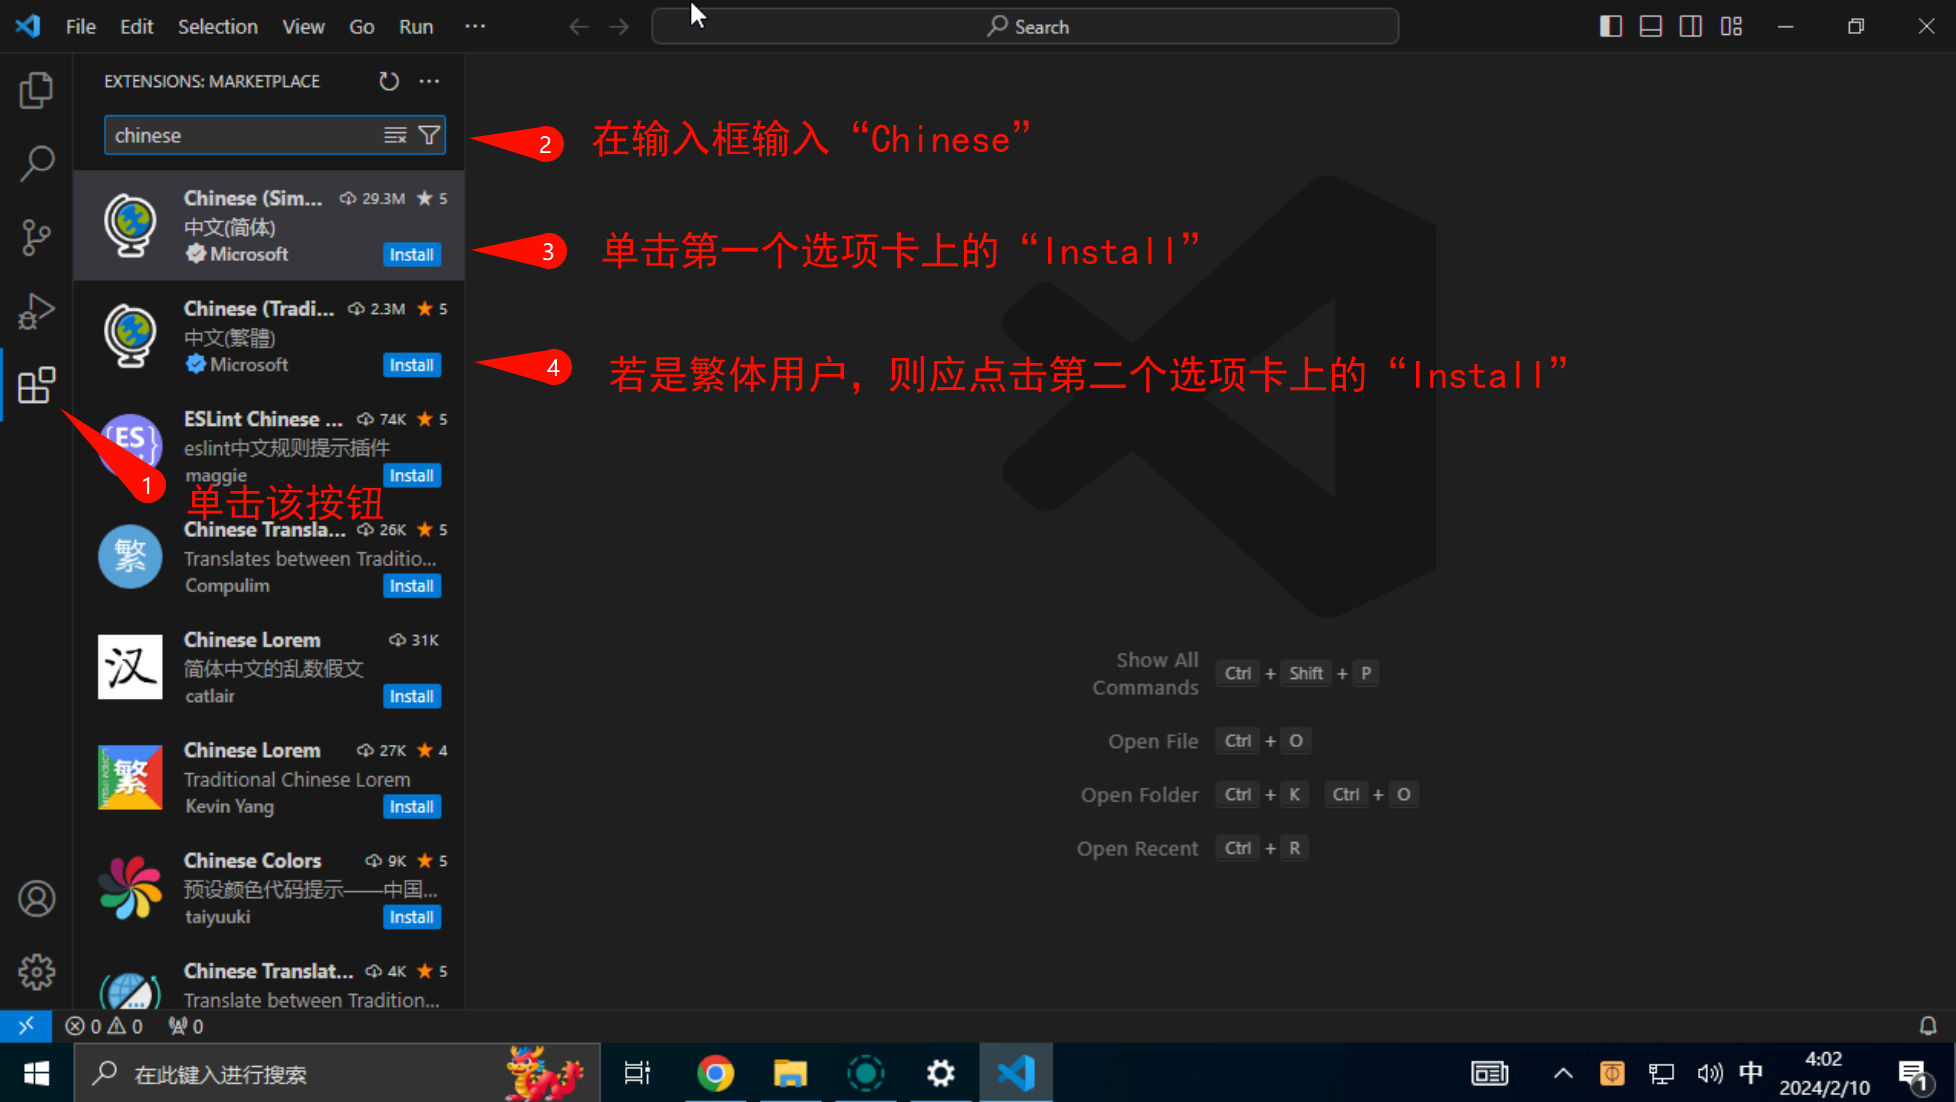 File Edit Selection View Go Run ···
Search
EXTENSIONS: MARKETPLACE
chinese
2 在输入框输入“Chinese”
Chinese (Sim... 29.3M ★ 5
中文(简体)
Microsoft Install
3 单击第一个选项卡上的“Install”
Chinese (Tradi... 2.3M ★ 5
中文(繁體)
Microsoft Install
4 若是繁体用户，则应点击第二个选项卡上的“Install”
ESLint Chinese ... 74K ★ 5
{ES}
eslint中文规则提示插件
maggie Install
1 单击该按钮
Chinese Transla... 26K ★ 5
繁
Translates between Traditio...
Compulim Install
Chinese Lorem 31K
汉
简体中文的乱数假文
catlair Install
Chinese Lorem 27K ★ 4
繁
Traditional Chinese Lorem
Kevin Yang Install
Chinese Colors 9K ★ 5
预设颜色代码提示——中国...
taiyuuki Install
Chinese Translat... 4K ★ 5
Translate between Tradition...
Show All Commands Ctrl + Shift + P
Open File Ctrl + O
Open Folder Ctrl + K Ctrl + O
Open Recent Ctrl + R
0 0 0
在此键入进行搜索
中
4:02
2024/2/10
1